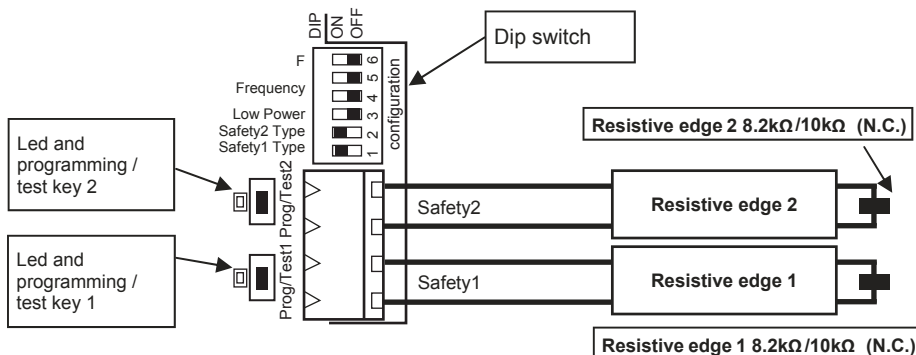 DIP
ON
OFF
Dip switch
F
6
5
Frequency
4
Low Power
3
Safety2 Type
2
Safety1 Type
1
configuration
Resistive edge 2 8.2kΩ/10kΩ (N.C.)
Led and
programming /
test key 2
Prog/Test2
Safety2
Resistive edge 2
Led and
programming /
test key 1
Prog/Test1
Safety1
Resistive edge 1
Resistive edge 1 8.2kΩ/10kΩ (N.C.)